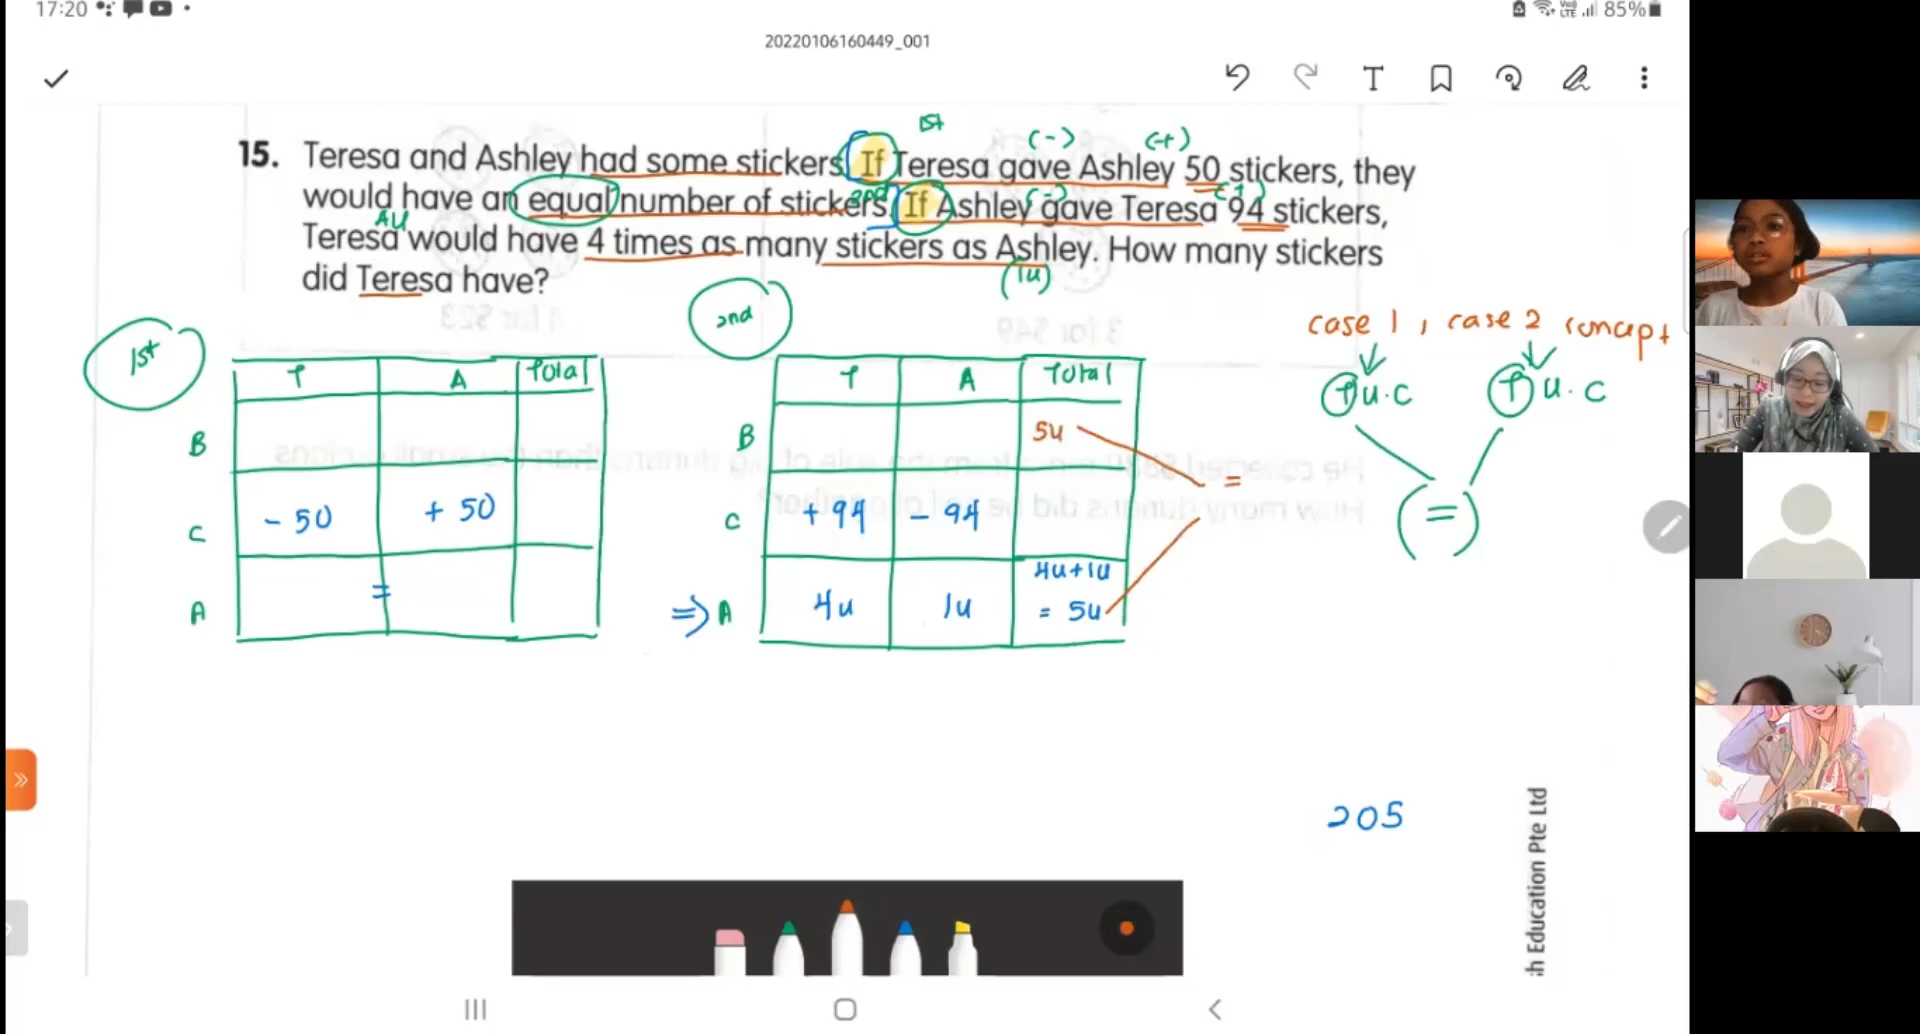 17:20
85%
20220106160449_001
T
1st
(-) (+)
15. Teresa and Ashley had some stickers. If Teresa gave Ashley 50 stickers, they
2nd (-) (+)
would have an equal number of stickers. If Ashley gave Teresa 94 stickers,
4u
Teresa would have 4 times as many stickers as Ashley. How many stickers
(1u)
did Teresa have?
1st
T A Total
B
C - 50 + 50
A =
2nd
T A Total
B 5u
C + 94 - 94
=> A 4u 1u 4u+1u
= 5u
=
case 1, case 2 concept
T u.c T u.c
(=)
205
h Education Pte Ltd